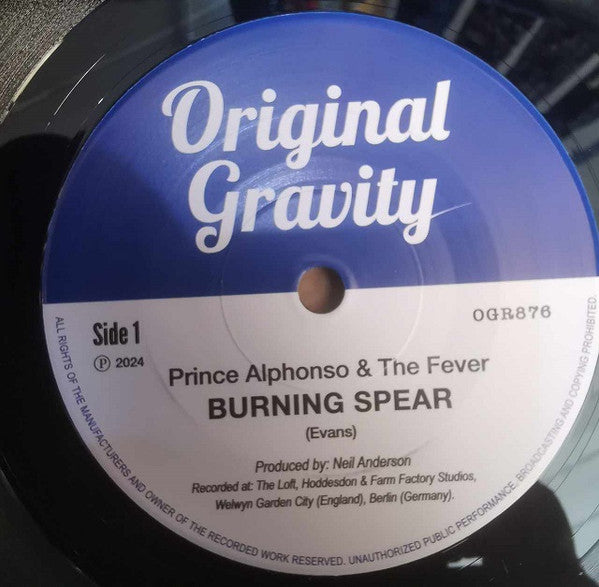 Original
Gravity
Side 1
OGR876
Ⓟ 2024
Prince Alphonso & The Fever
BURNING SPEAR
(Evans)
Produced by: Neil Anderson
Recorded at: The Loft, Hoddesdon & Farm Factory Studios,
Welwyn Garden City (England), Berlin (Germany).
ALL RIGHTS OF THE MANUFACTURERS AND OWNER OF THE RECORDED WORK RESERVED. UNAUTHORIZED PUBLIC PERFORMANCE, BROADCASTING AND COPYING PROHIBITED.